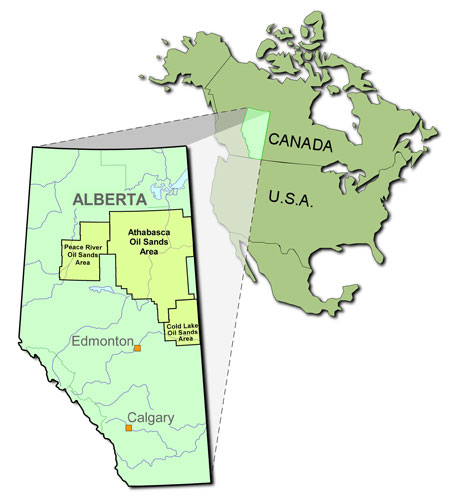 CANADA
U.S.A.
ALBERTA
Athabasca
Oil Sands
Area
Peace River
Oil Sands
Area
Cold Lake
Oil Sands
Area
Edmonton
Calgary